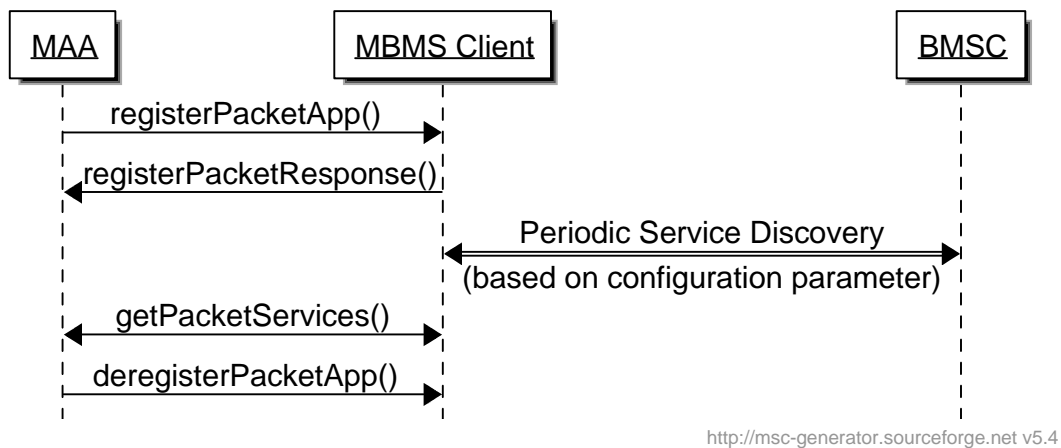 MAA
MBMS Client
BMSC
registerPacketApp()
registerPacketResponse()
Periodic Service Discovery
(based on configuration parameter)
getPacketServices()
deregisterPacketApp()
http://msc-generator.sourceforge.net v5.4